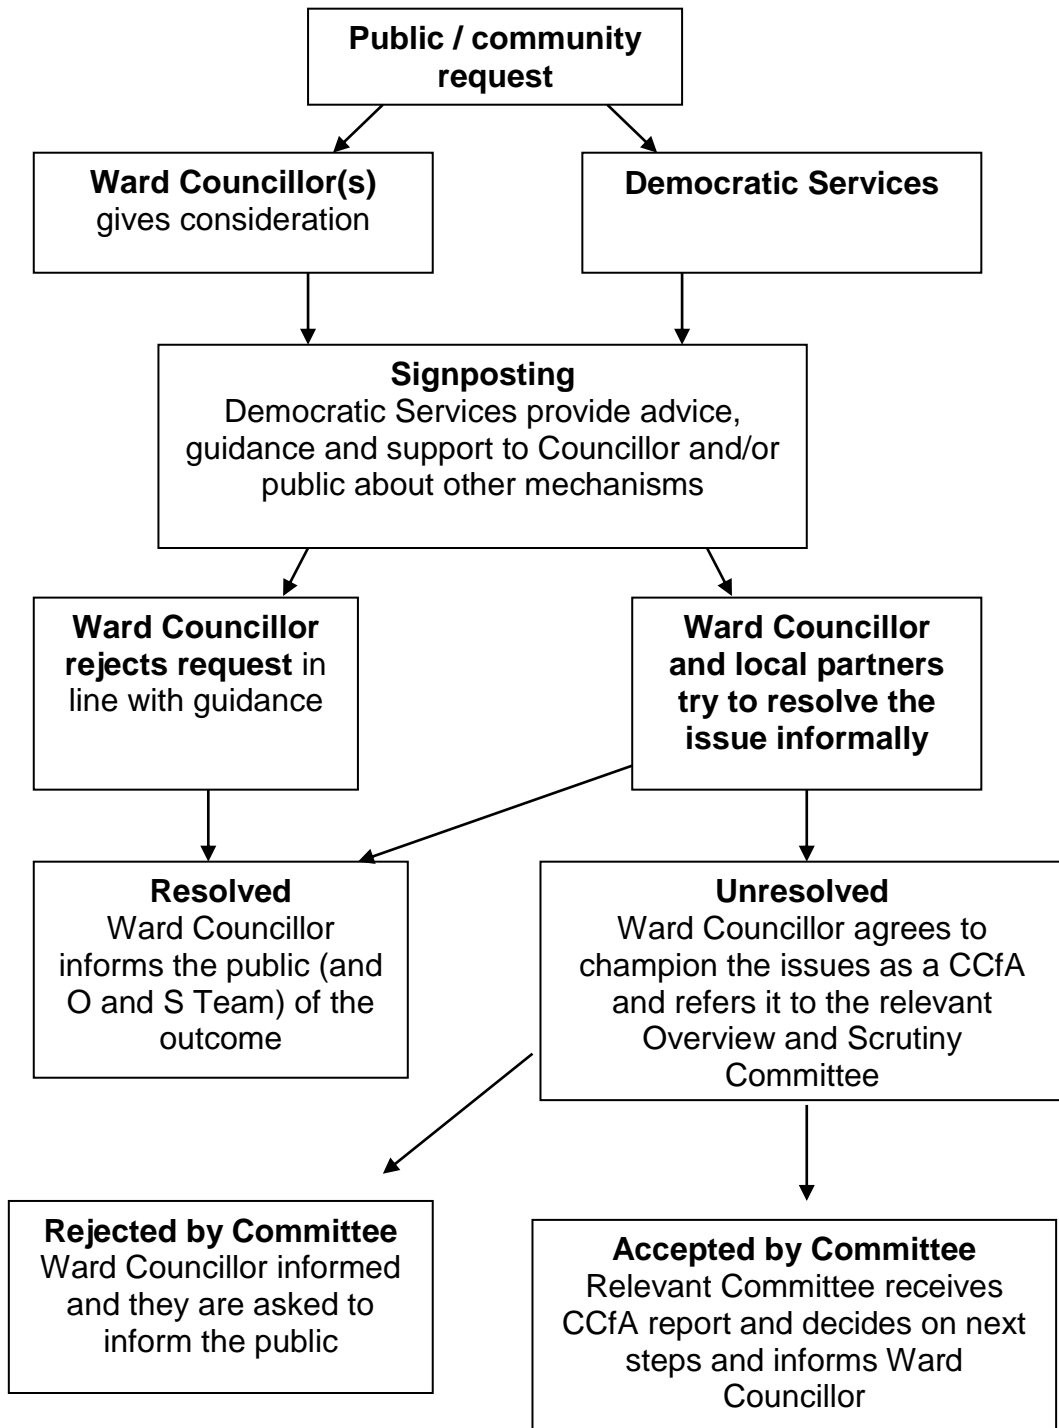 Public / community
request
Ward Councillor(s)
gives consideration
Democratic Services
Signposting
Democratic Services provide advice,
guidance and support to Councillor and/or
public about other mechanisms
Ward Councillor
rejects request in
line with guidance
Ward Councillor
and local partners
try to resolve the
issue informally
Resolved
Ward Councillor
informs the public (and
O and S Team) of the
outcome
Unresolved
Ward Councillor agrees to
champion the issues as a CCfA
and refers it to the relevant
Overview and Scrutiny
Committee
Rejected by Committee
Ward Councillor informed
and they are asked to
inform the public
Accepted by Committee
Relevant Committee receives
CCfA report and decides on next
steps and informs Ward
Councillor